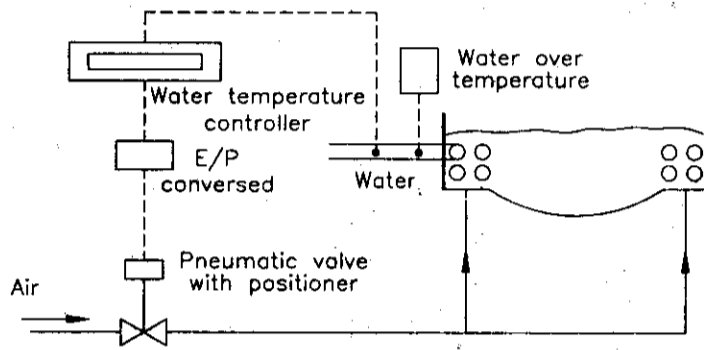 Water over
temperature
Water temperature
controller
E/P
conversed
Water
Pneumatic valve
with positioner
Air